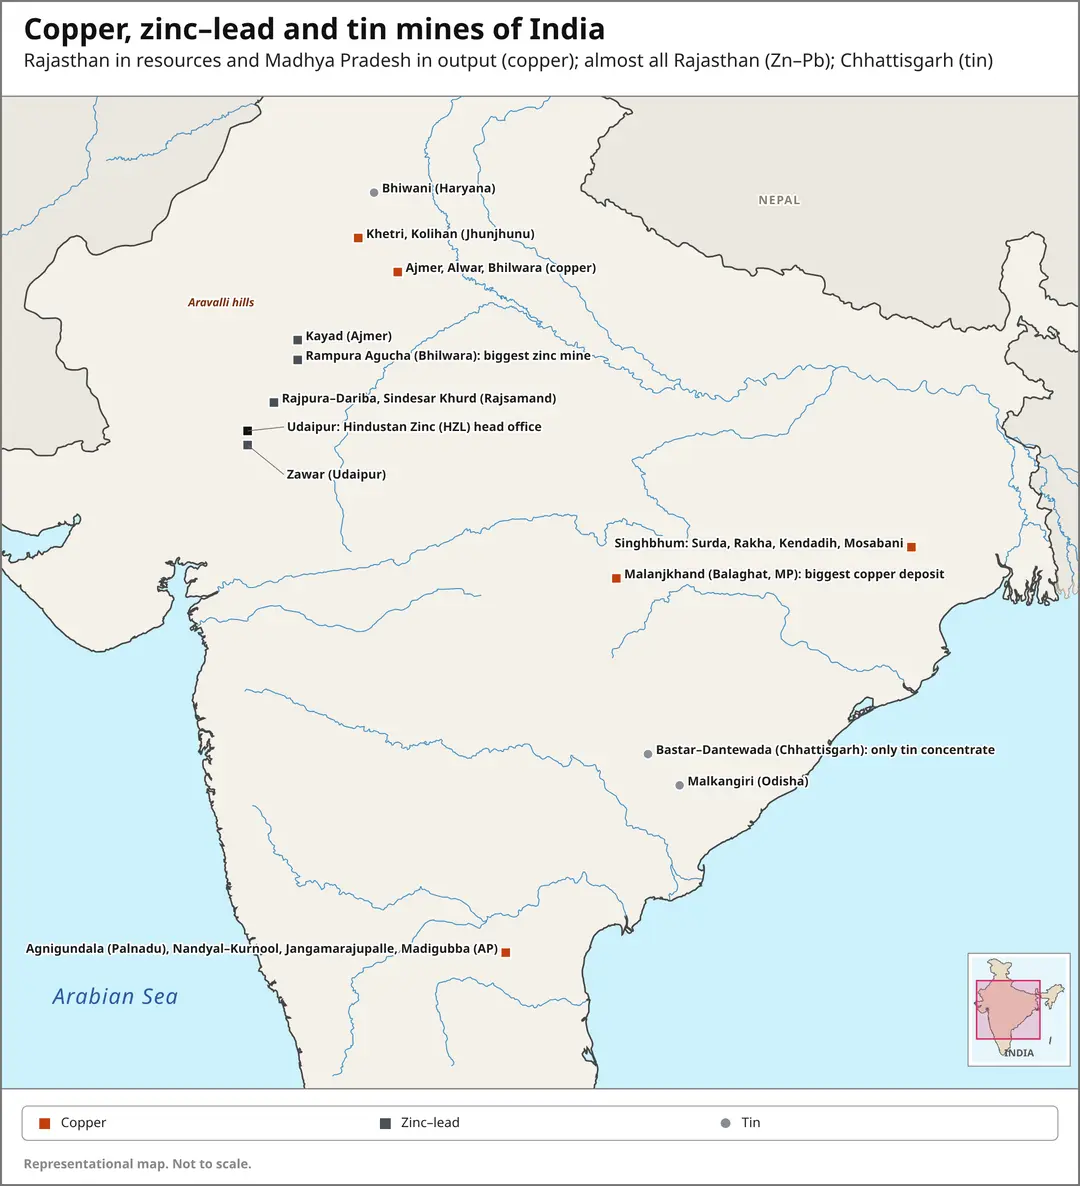 Copper, zinc–lead and tin mines of India
Rajasthan in resources and Madhya Pradesh in output (copper); almost all Rajasthan (Zn–Pb); Chhattisgarh (tin)
Bhiwani (Haryana)
NEPAL
Khetri, Kolihan (Jhunjhunu)
Ajmer, Alwar, Bhilwara (copper)
Aravalli hills
Kayad (Ajmer)
Rampura Agucha (Bhilwara): biggest zinc mine
Rajpura–Dariba, Sindesar Khurd (Rajsamand)
Udaipur: Hindustan Zinc (HZL) head office
Zawar (Udaipur)
Singhbhum: Surda, Rakha, Kendadih, Mosabani
Malanjkhand (Balaghat, MP): biggest copper deposit
Bastar–Dantewada (Chhattisgarh): only tin concentrate
Malkangiri (Odisha)
Agnigundala (Palnadu), Nandyal–Kurnool, Jangamarajupalle, Madigubba (AP)
Arabian Sea
INDIA
Copper
Zinc–lead
Tin
Representational map. Not to scale.